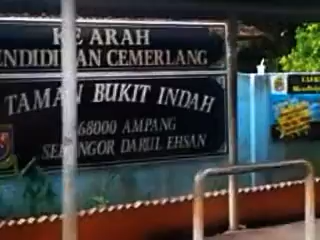 KE ARAH
PENDIDIKAN CEMERLANG
TAMAN BUKIT INDAH
68000 AMPANG
SELANGOR DARUL EHSAN